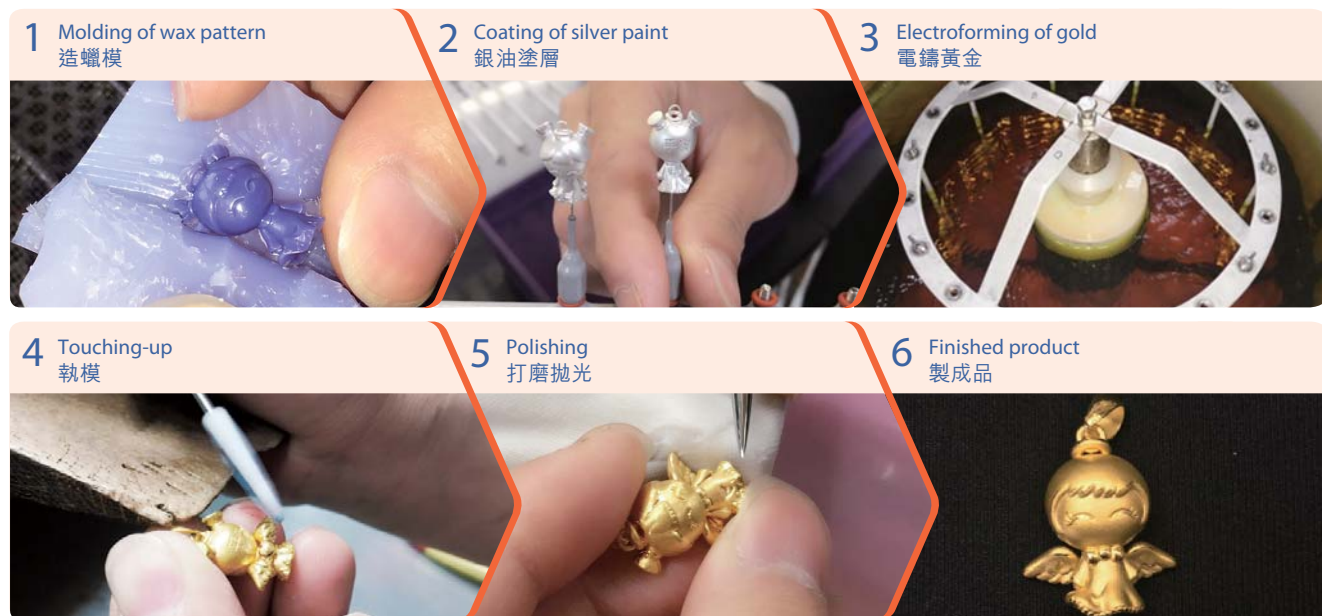 1 Molding of wax pattern
造蠟模
2 Coating of silver paint
銀油塗層
3 Electroforming of gold
電鑄黃金
4 Touching-up
執模
5 Polishing
打磨拋光
6 Finished product
製成品